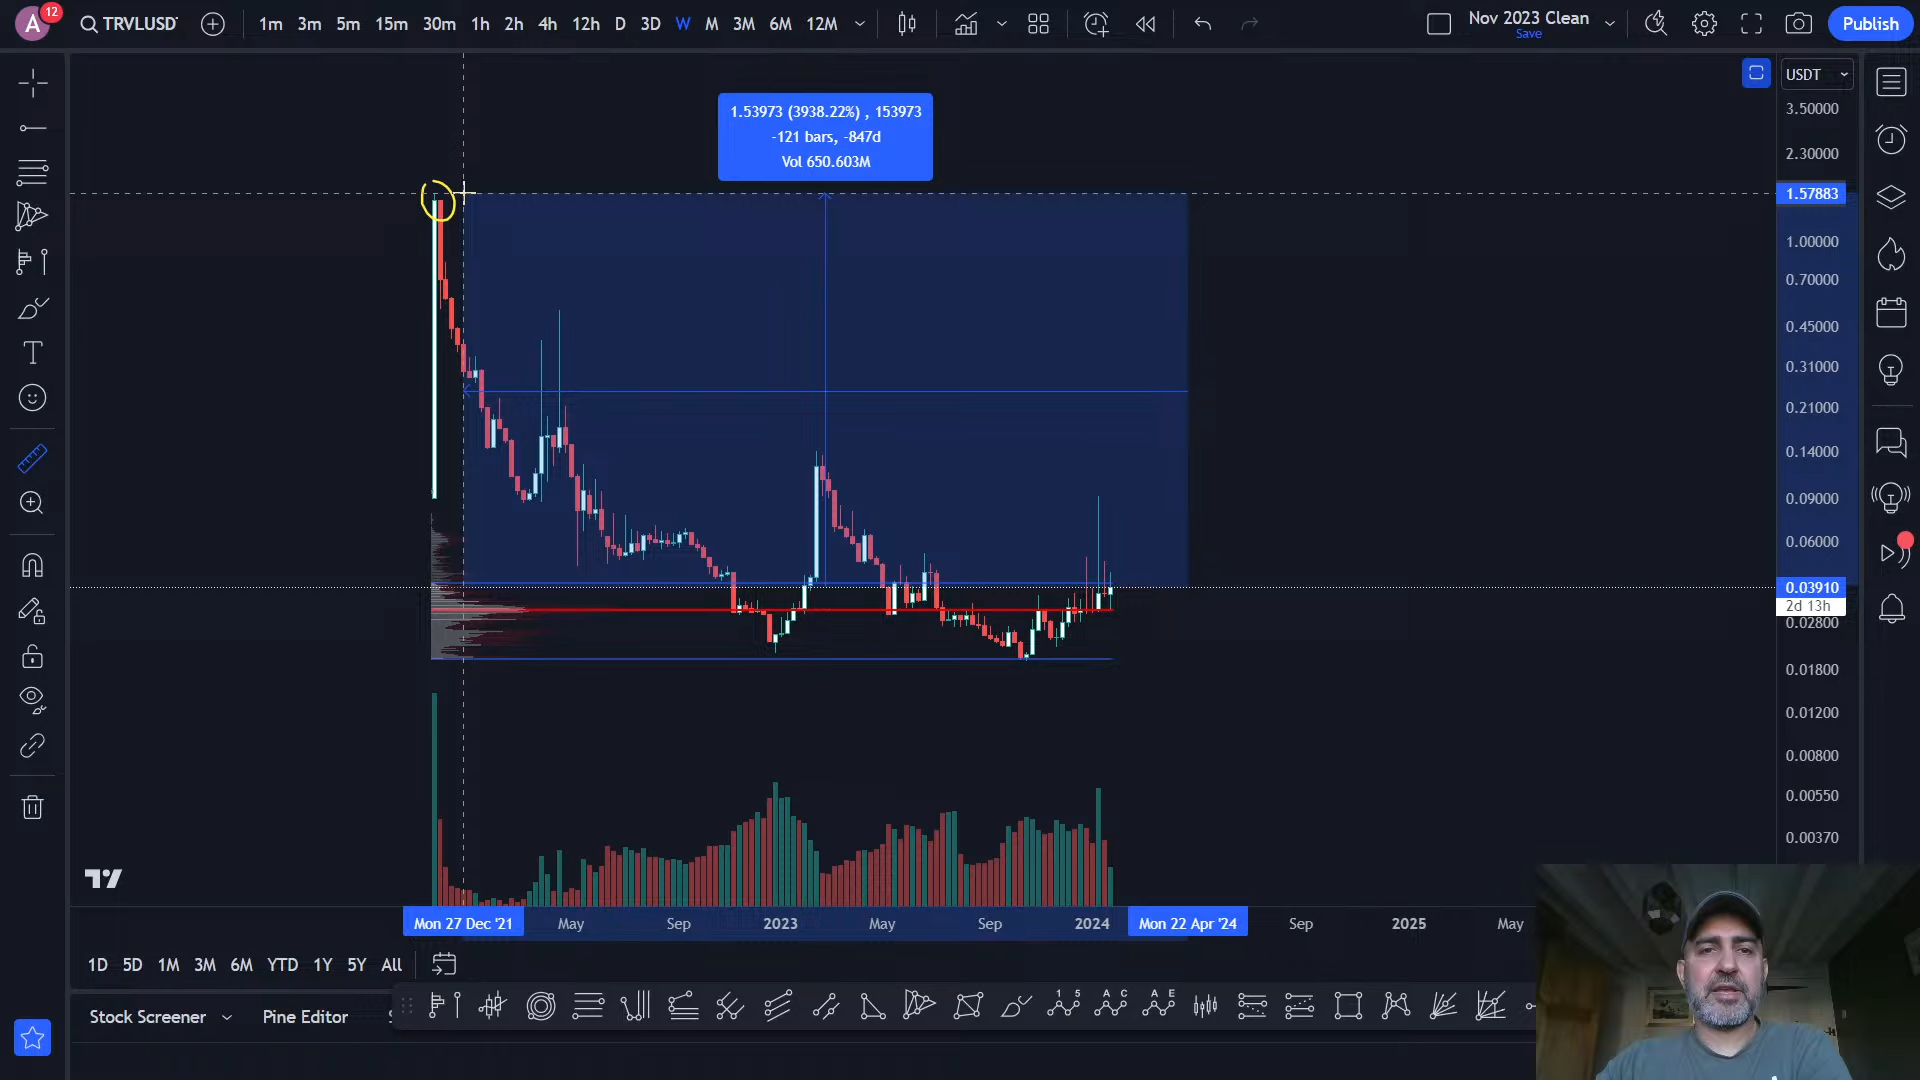 A
12
TRVLUSDT
1m 3m 5m 15m 30m 1h 2h 4h 12h D 3D W M 3M 6M 12M
Nov 2023 Clean
Save
Publish
USDT
1.53973 (3938.22%) , 153973
-121 bars, -847d
Vol 650.603M
3.50000
2.30000
1.57883
1.00000
0.70000
0.45000
0.31000
0.21000
0.14000
0.09000
0.06000
0.03910
2d 13h
0.02800
0.01800
0.01200
0.00800
0.00550
0.00370
Mon 27 Dec '21 May Sep 2023 May Sep 2024 Mon 22 Apr '24 Sep 2025 May
1D 5D 1M 3M 6M YTD 1Y 5Y All
1 5
A C
A E
Stock Screener Pine Editor